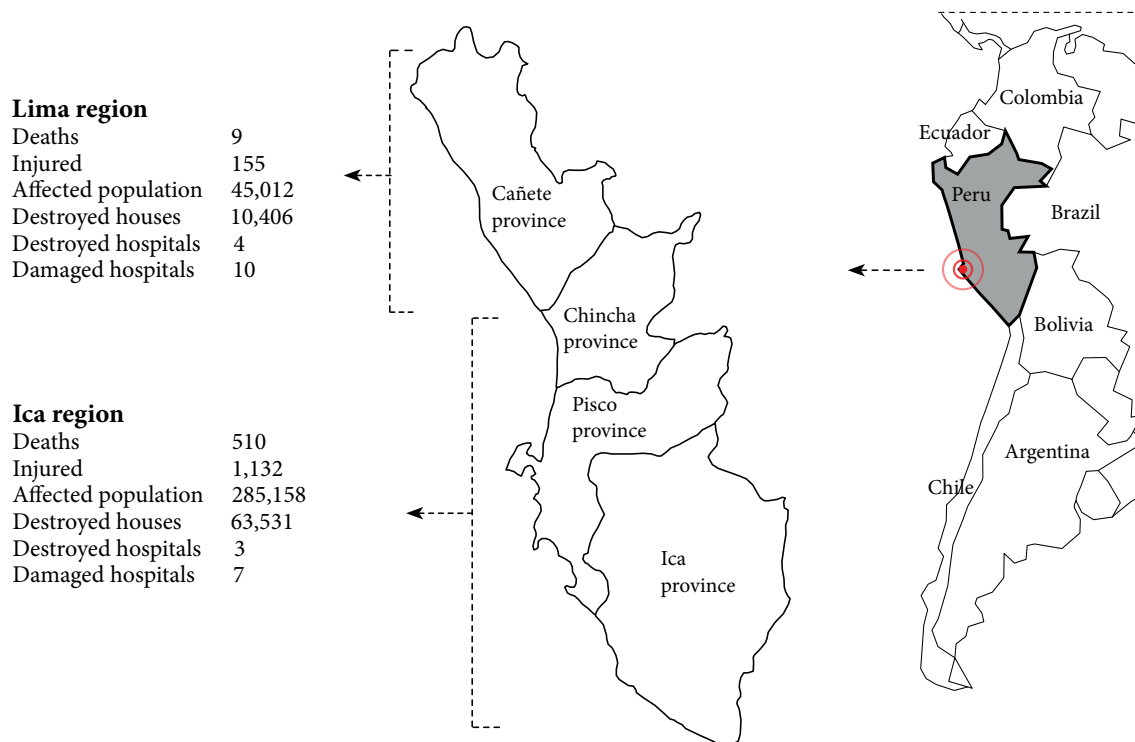 Lima region
Deaths 9
Injured 155
Affected population 45,012
Destroyed houses 10,406
Destroyed hospitals 4
Damaged hospitals 10
Ica region
Deaths 510
Injured 1,132
Affected population 285,158
Destroyed houses 63,531
Destroyed hospitals 3
Damaged hospitals 7
Cañete
province
Chincha
province
Pisco
province
Ica
province
Colombia
Ecuador
Peru
Brazil
Bolivia
Argentina
Chile